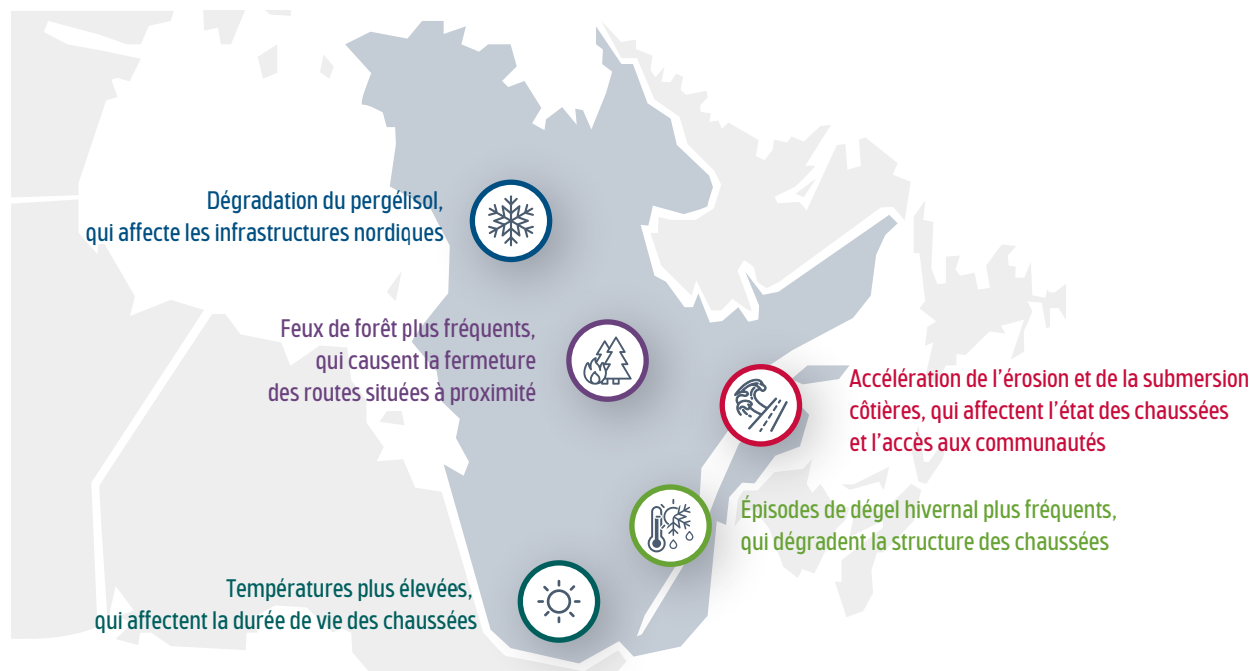 Dégradation du pergélisol,
qui affecte les infrastructures nordiques
Feux de forêt plus fréquents,
qui causent la fermeture
des routes situées à proximité
Accélération de l'érosion et de la submersion
côtières, qui affectent l'état des chaussées
et l'accès aux communautés
Épisodes de dégel hivernal plus fréquents,
qui dégradent la structure des chaussées
Températures plus élevées,
qui affectent la durée de vie des chaussées